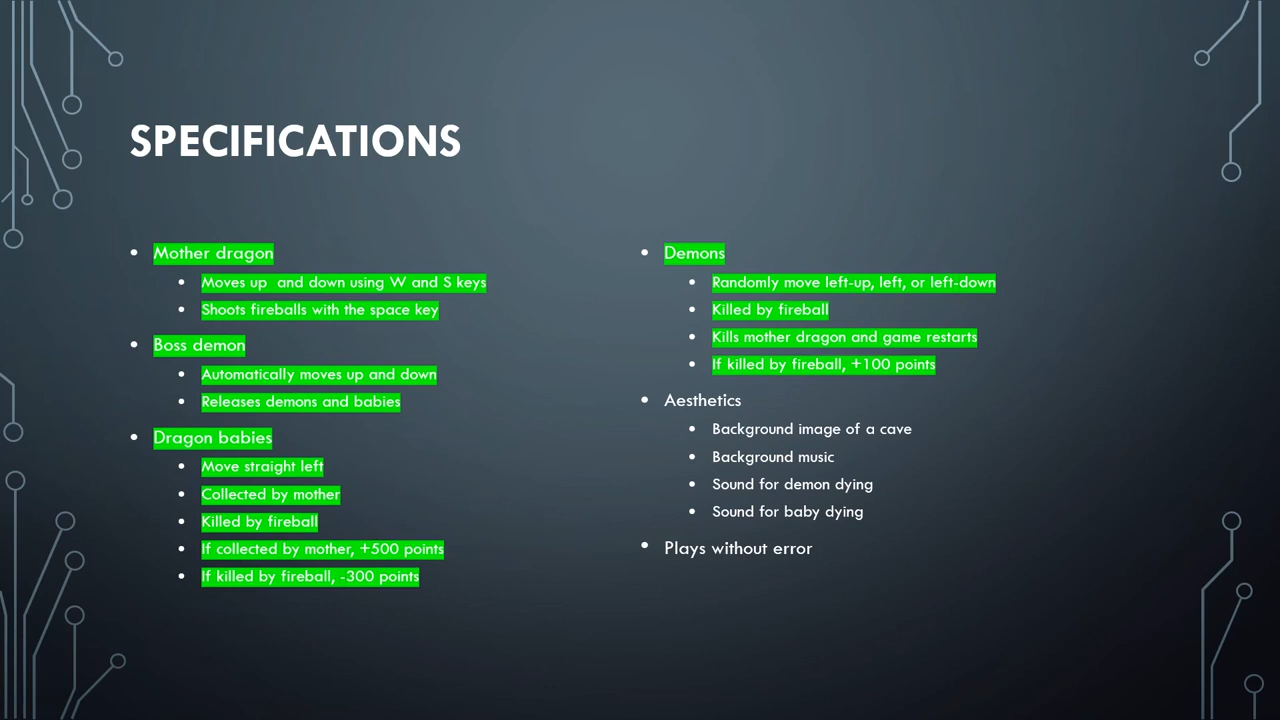 SPECIFICATIONS
Mother dragon
Moves up  and down using W and S keys
Shoots fireballs with the space key
Boss demon
Automatically moves up and down
Releases demons and babies
Dragon babies
Move straight left
Collected by mother
Killed by fireball
If collected by mother, +500 points
If killed by fireball, -300 points
Demons
Randomly move left-up, left, or left-down
Killed by fireball
Kills mother dragon and game restarts
If killed by fireball, +100 points
Aesthetics
Background image of a cave
Background music
Sound for demon dying
Sound for baby dying
Plays without error